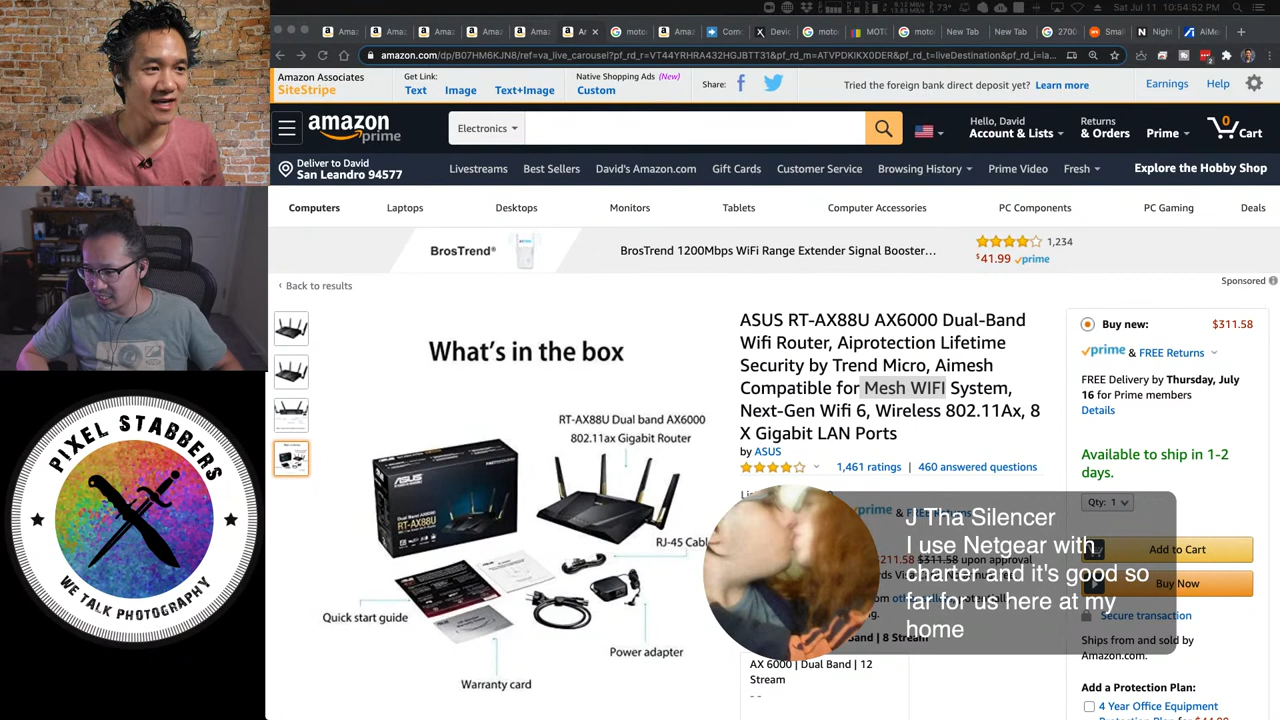 Sat Jul 11 10:54:52
amazon.com/dp/B07HM6KJN8/ref=va_live_carousel?pf_rd_r=VT44YRHRA432HGJBTT31&pf_rd_m=ATVPDKIKX0DER&pf_rd_t=liveDestination&pf_rd_i=la...
Amazon Associates
SiteStripe
Get Link:
Text Image Text+Image
Native Shopping Ads (New)
Custom
Share:
Tried the foreign bank direct deposit yet? Learn more
Earnings Help
amazon
prime
Electronics
Hello, David
Account & Lists
Returns
& Orders
Prime
0
Cart
Deliver to David
San Leandro 94577
Livestreams Best Sellers David's Amazon.com Gift Cards Customer Service Browsing History Prime Video Fresh
Explore the Hobby Shop
Computers Laptops Desktops Monitors Tablets Computer Accessories PC Components PC Gaming Deals
BrosTrend®
BrosTrend 1200Mbps WiFi Range Extender Signal Booster...
1,234
$41.99 prime
Sponsored
‹ Back to results
What's in the box
RT-AX88U Dual band AX6000
802.11ax Gigabit Router
RJ-45 Cabl
ASUS
RT-AX88U
Quick start guide
Power adapter
Warranty card
ASUS RT-AX88U AX6000 Dual-Band
Wifi Router, Aiprotection Lifetime
Security by Trend Micro, Aimesh
Compatible for Mesh WIFI System,
Next-Gen Wifi 6, Wireless 802.11Ax, 8
X Gigabit LAN Ports
by ASUS
1,461 ratings | 460 answered questions
AX 6000 | Dual Band | 12
Stream
Buy new: $311.58
prime & FREE Returns
FREE Delivery by Thursday, July
16 for Prime members
Details
Available to ship in 1-2
days.
Qty: 1
Add to Cart
Buy Now
Secure transaction
Ships from and sold by
Amazon.com.
Add a Protection Plan:
4 Year Office Equipment
J Tha Silencer
I use Netgear with
charter and it's good so
far for us here at my
home
PIXEL STABBERS
WE TALK PHOTOGRAPHY